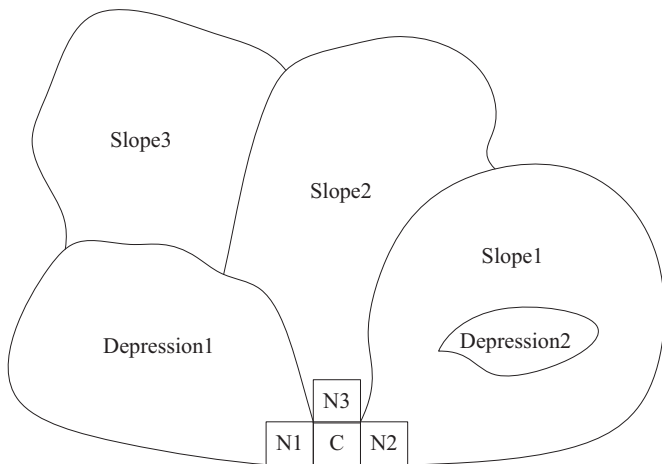 Slope3
Slope2
Slope1
Depression1
Depression2
N3
N1 C N2